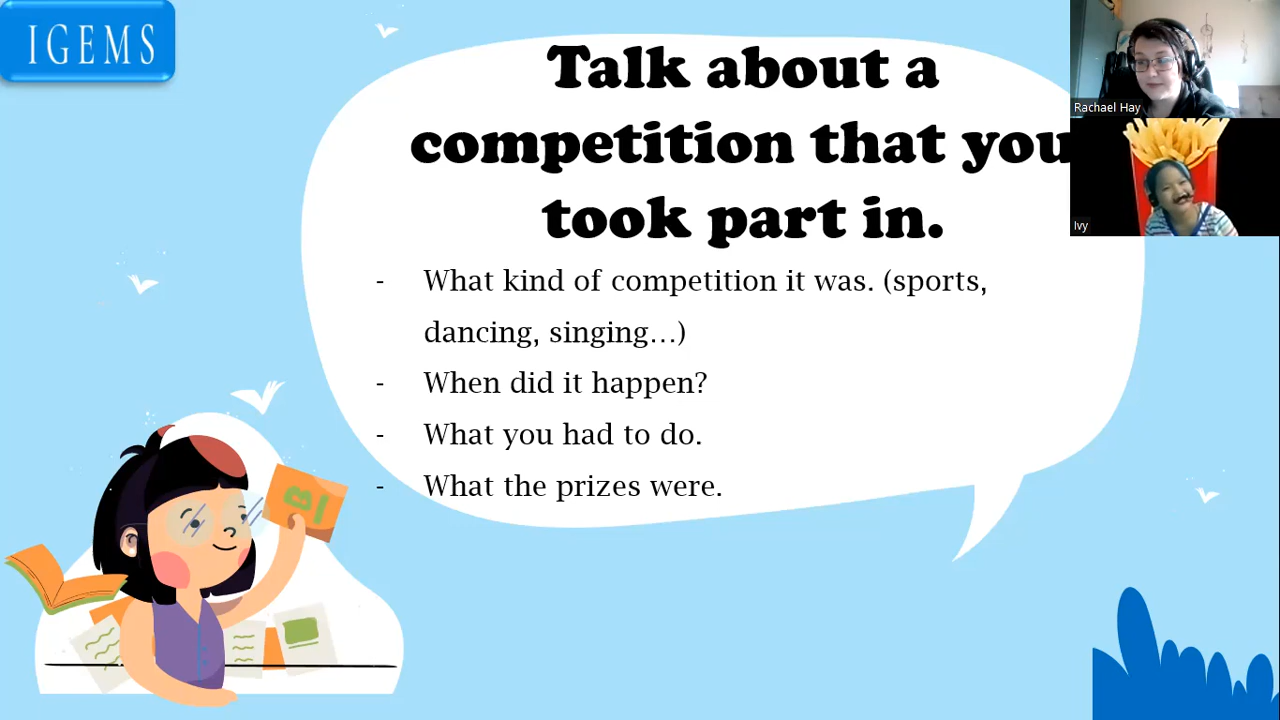 IGEMS
Talk about a
competition that you
took part in.
- What kind of competition it was. (sports,
dancing, singing...)
- When did it happen?
- What you had to do.
- What the prizes were.
Rachael Hay
Ivy